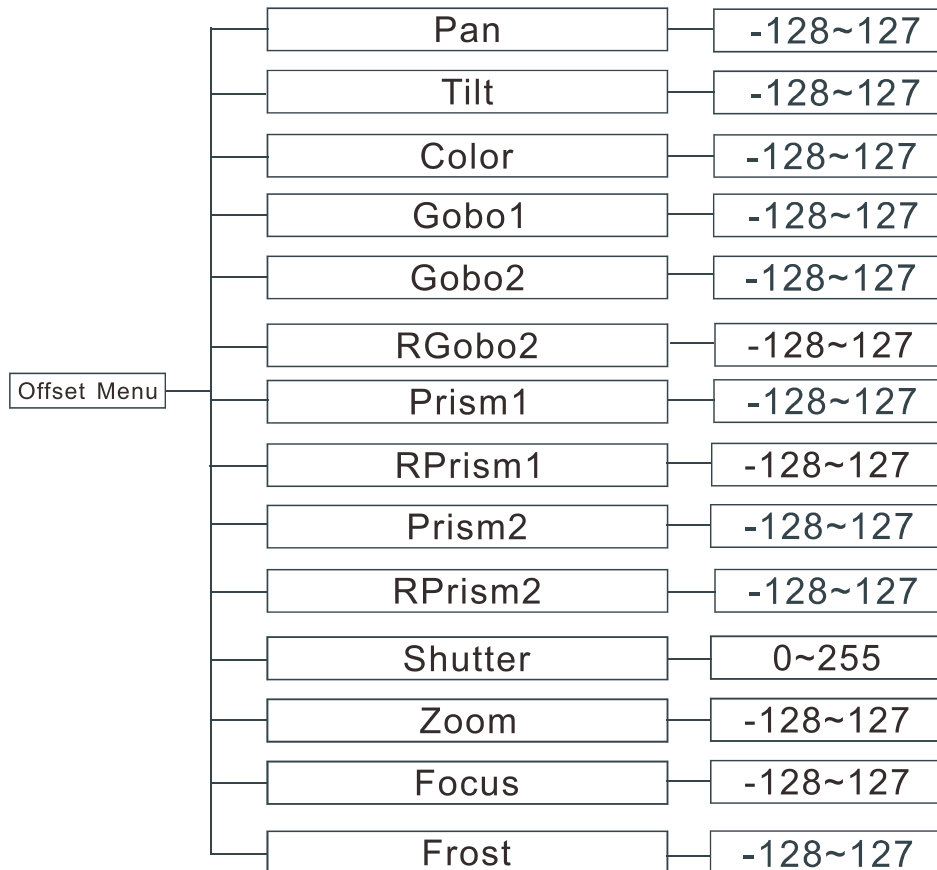 Pan -128~127
Tilt -128~127
Color -128~127
Gobo1 -128~127
Gobo2 -128~127
RGobo2 -128~127
Offset Menu
Prism1 -128~127
RPrism1 -128~127
Prism2 -128~127
RPrism2 -128~127
Shutter 0~255
Zoom -128~127
Focus -128~127
Frost -128~127